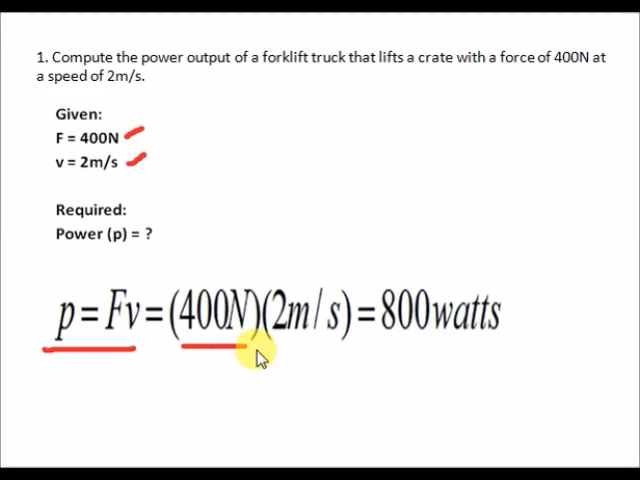 1. Compute the power output of a forklift truck that lifts a crate with a force of 400N at
a speed of 2m/s.
Given:
F = 400N
v = 2m/s
Required:
Power (p) = ?
p = Fv = (400N)(2m/s) = 800watts